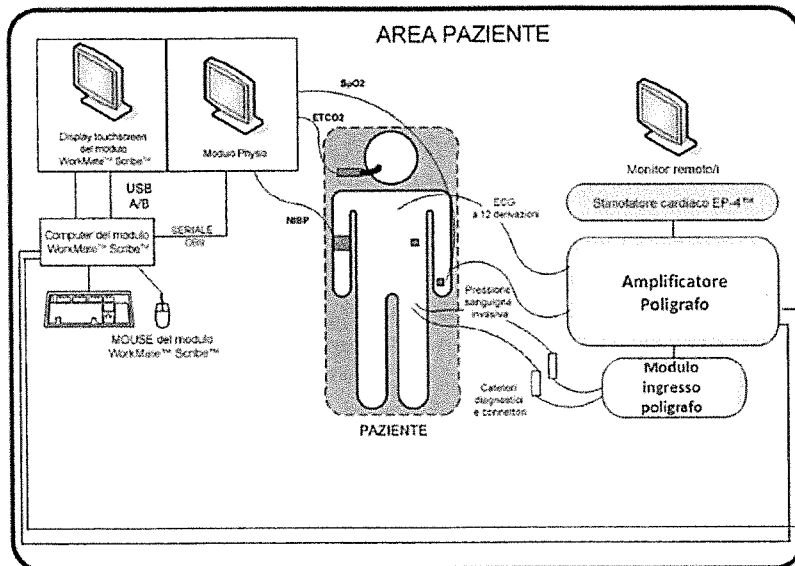 AREA PAZIENTE
SpO2
ETCO2
Display touchscreen
del modulo
WorkMate™ Scribe™
Modulo Physio
Monitor remoto/i
USB
A/B
NIBP
ECG
a 12 derivazioni
Stimolatore cardiaco EP-4™
Computer del modulo
WorkMate™ Scribe™
SERIALE
DB9
Amplificatore
Poligrafo
Pressione
sanguigna
invasiva
MOUSE del modulo
WorkMate™ Scribe™
Modulo
ingresso
poligrafo
Cateteri
diagnostici
e connettori
PAZIENTE